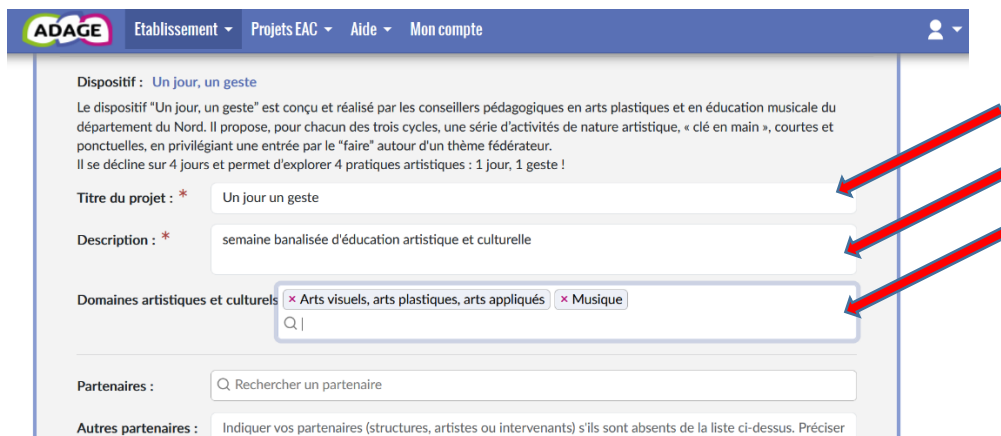 ADAGE Etablissement Projets EAC Aide Mon compte
Dispositif : Un jour, un geste
Le dispositif "Un jour, un geste" est conçu et réalisé par les conseillers pédagogiques en arts plastiques et en éducation musicale du
département du Nord. Il propose, pour chacun des trois cycles, une série d'activités de nature artistique, « clé en main », courtes et
ponctuelles, en privilégiant une entrée par le "faire" autour d'un thème fédérateur.
Il se décline sur 4 jours et permet d'explorer 4 pratiques artistiques : 1 jour, 1 geste !
Titre du projet : * Un jour un geste
Description : * semaine banalisée d'éducation artistique et culturelle
Domaines artistiques et culturels × Arts visuels, arts plastiques, arts appliqués × Musique
Partenaires : Rechercher un partenaire
Autres partenaires : Indiquer vos partenaires (structures, artistes ou intervenants) s'ils sont absents de la liste ci-dessus. Préciser